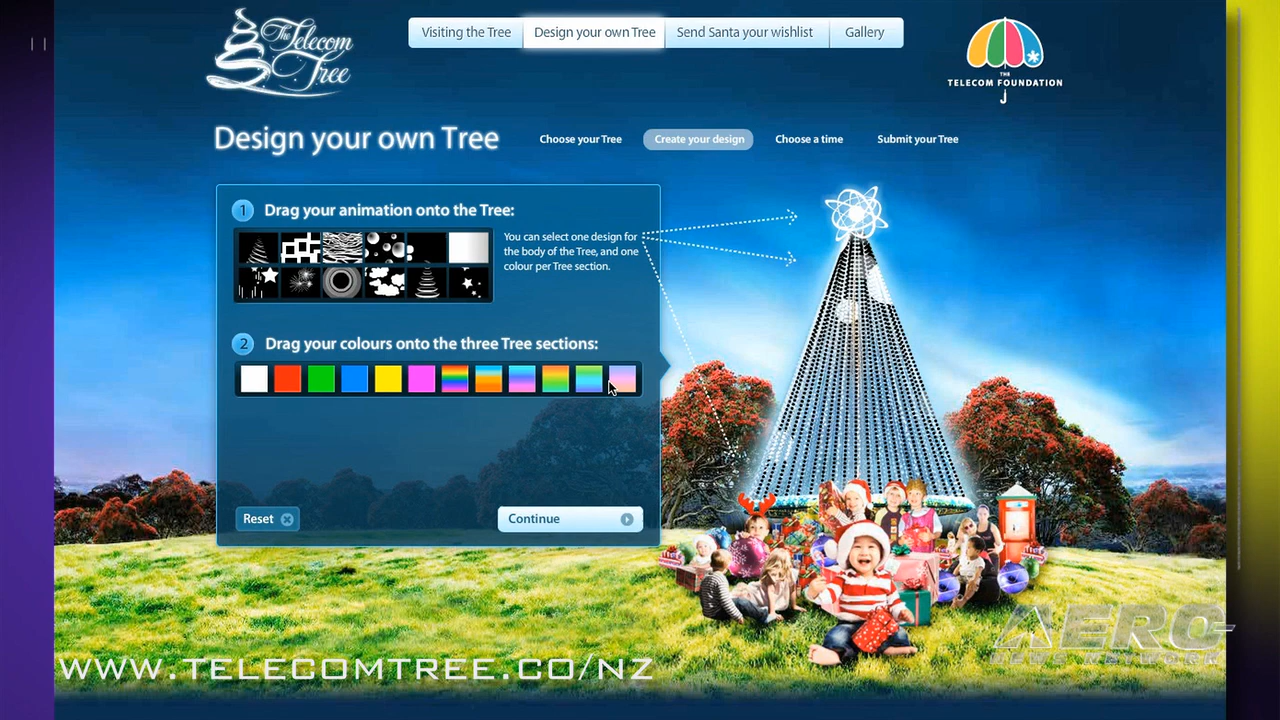 The Telecom Tree
Visiting the Tree
Design your own Tree
Send Santa your wishlist
Gallery
THE
TELECOM FOUNDATION
Design your own Tree
Choose your Tree
Create your design
Choose a time
Submit your Tree
1 Drag your animation onto the Tree:
You can select one design for
the body of the Tree, and one
colour per Tree section.
2 Drag your colours onto the three Tree sections:
Reset
Continue
AERO
NEWS NETWORK
WWW.TELECOMTREE.CO/NZ